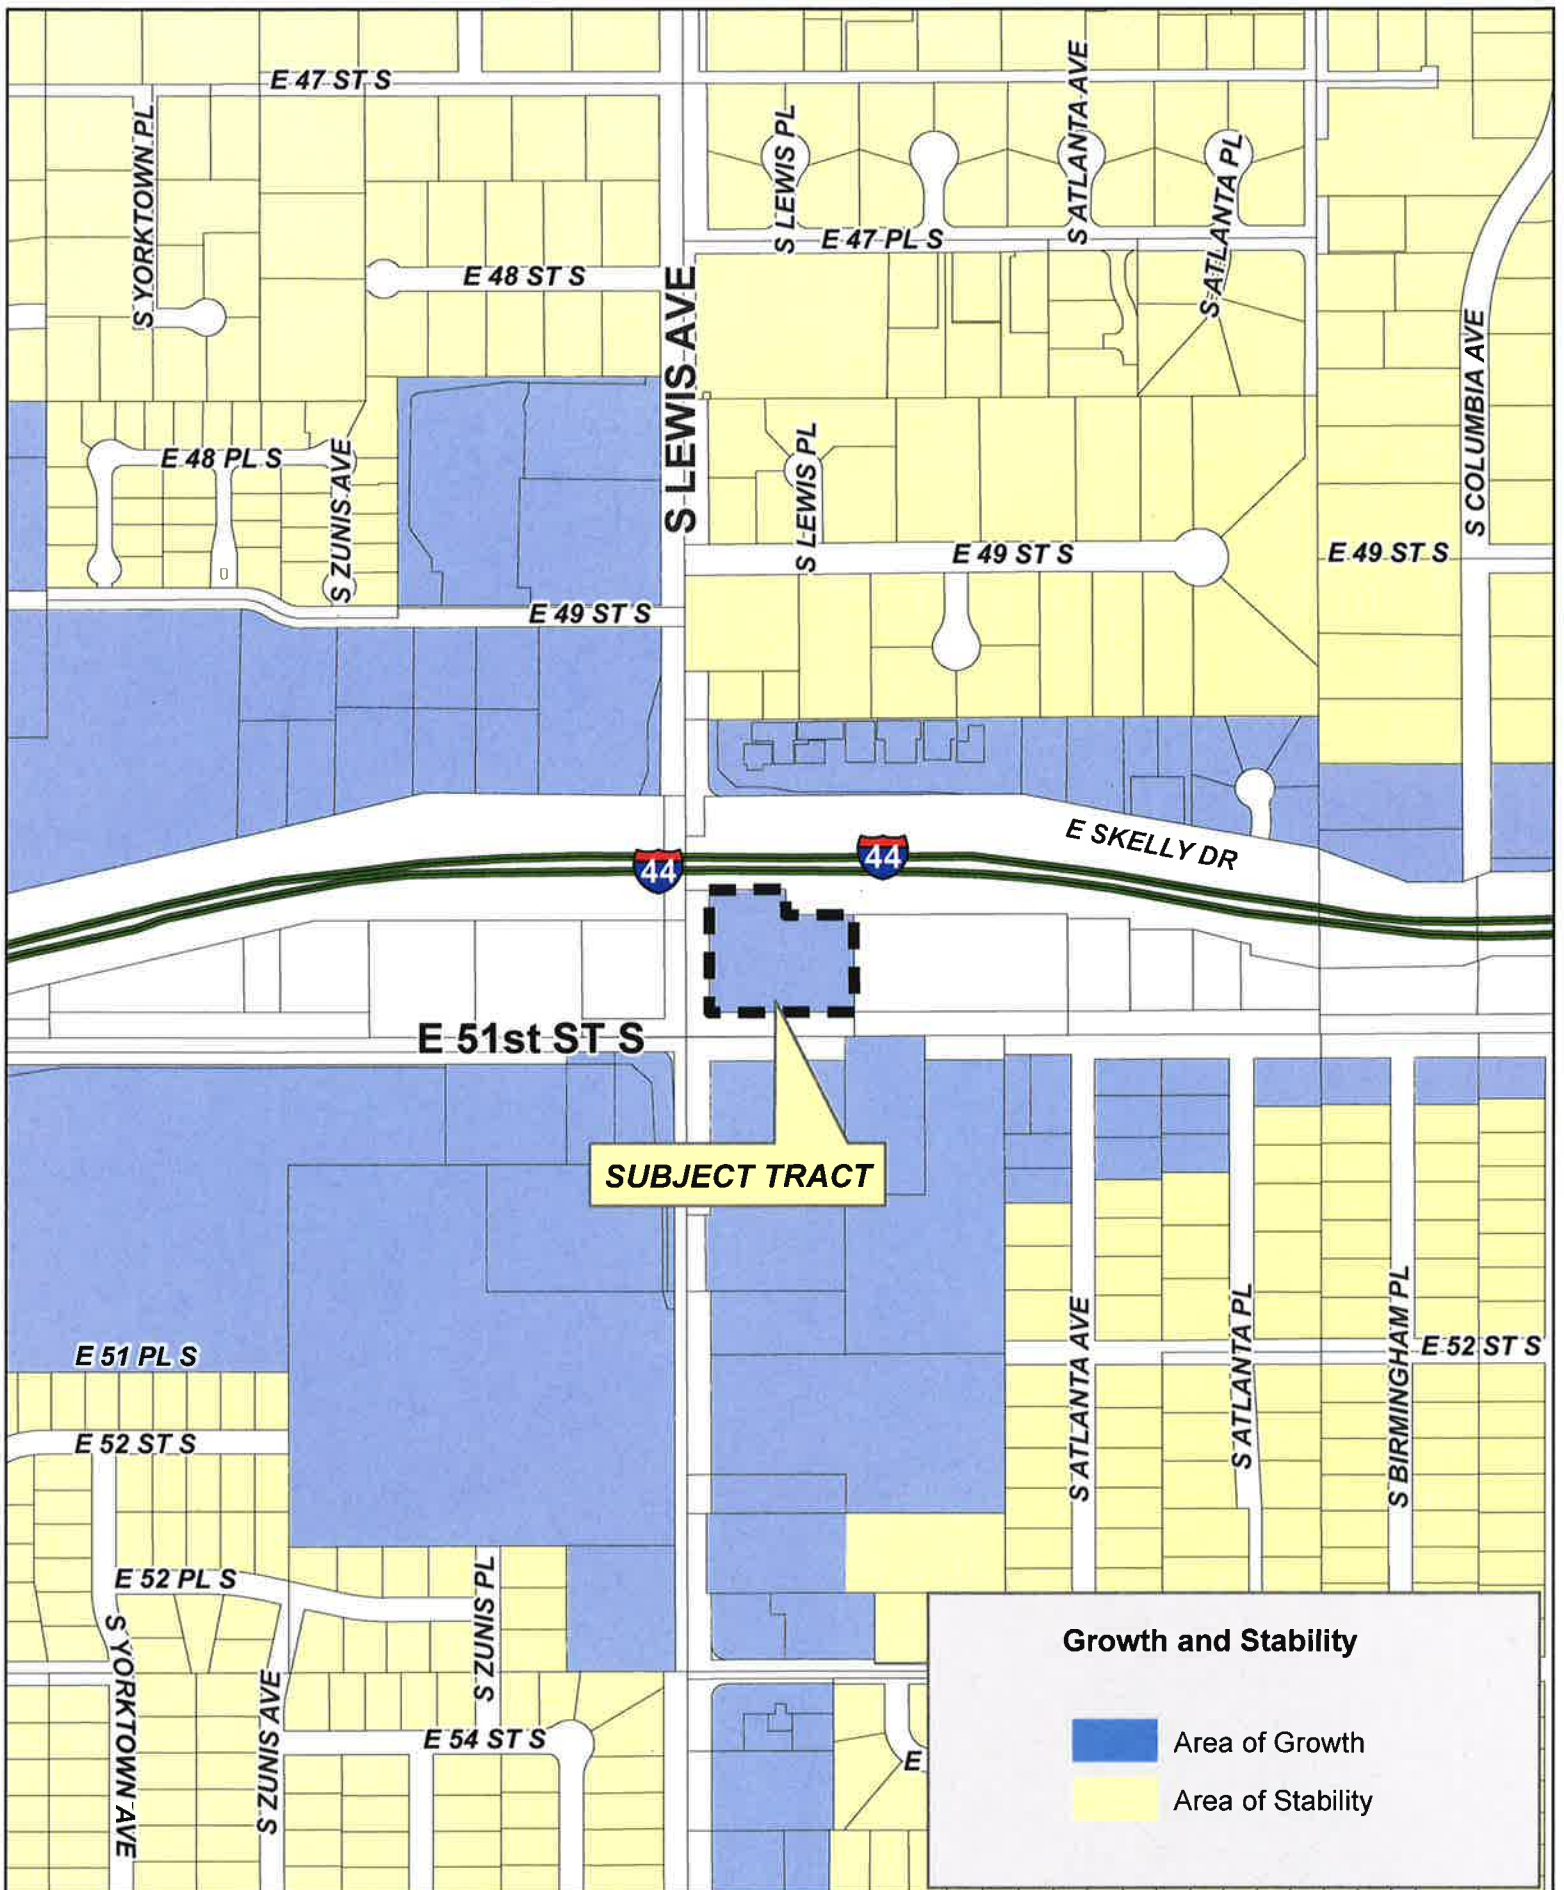 E 47 ST S
S YORKTOWN PL
S LEWIS PL
S ATLANTA AVE
S ATLANTA PL
E 47 PL S
E 48 ST S
S LEWIS AVE
S ATLANTA PL
S COLUMBIA AVE
E 48 PL S
S ZUNIS AVE
S LEWIS PL
E 49 ST S
E 49 ST S
E 49 ST S
E SKELLY DR
44
44
E 51st ST S
SUBJECT TRACT
E 51 PL S
E 52 ST S
E 52 ST S
S ATLANTA AVE
S ATLANTA PL
S BIRMINGHAM PL
E 52 PL S
S YORKTOWN AVE
S ZUNIS AVE
S ZUNIS PL
E 54 ST S
E
Growth and Stability
Area of Growth
Area of Stability